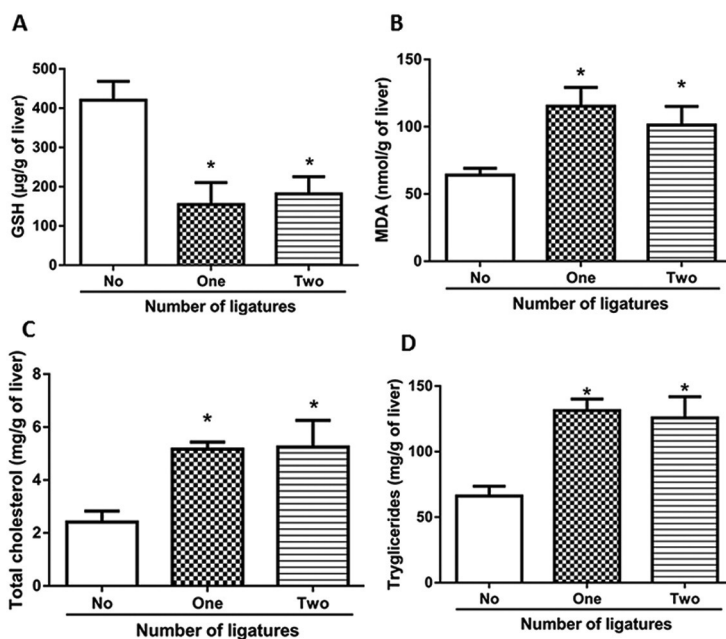 A
GSH (µg/g of liver)
500
400
300
200
100
0
*
*
No One Two
Number of ligatures
B
MDA (nmol/g of liver)
150
100
50
0
*
*
No One Two
Number of ligatures
C
Total cholesterol (mg/g of liver)
8
6
4
2
0
*
*
No One Two
Number of ligatures
D
Tryglicerides (mg/g of liver)
150
100
50
0
*
*
No One Two
Number of ligatures